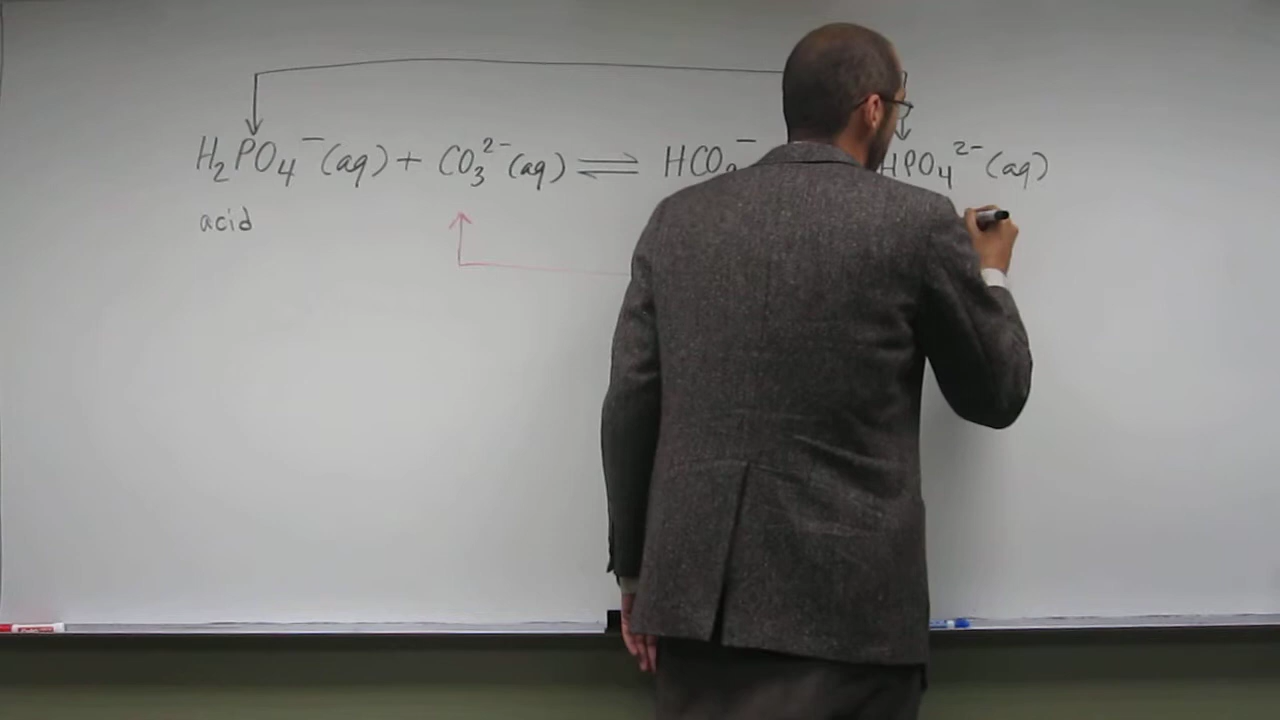 H₂PO₄⁻(aq) + CO₃²⁻(aq) ⇌ HCO₃⁻ HPO₄²⁻(aq)
acid